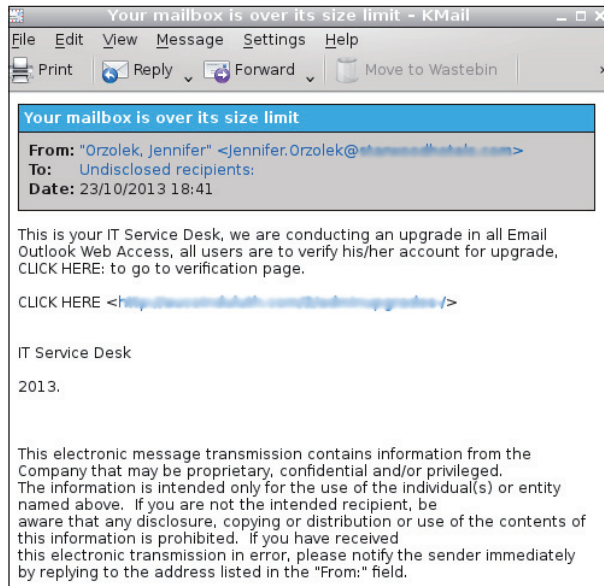 Your mailbox is over its size limit – KMail
File Edit View Message Settings Help
Print Reply Forward Move to Wastebin
Your mailbox is over its size limit
From: "Orzolek, Jennifer" <Jennifer.Orzolek@
To: Undisclosed recipients:
Date: 23/10/2013 18:41
This is your IT Service Desk, we are conducting an upgrade in all Email
Outlook Web Access, all users are to verify his/her account for upgrade,
CLICK HERE: to go to verification page.
CLICK HERE <
IT Service Desk
2013.
This electronic message transmission contains information from the
Company that may be proprietary, confidential and/or privileged.
The information is intended only for the use of the individual(s) or entity
named above. If you are not the intended recipient, be
aware that any disclosure, copying or distribution or use of the contents of
this information is prohibited. If you have received
this electronic transmission in error, please notify the sender immediately
by replying to the address listed in the "From:" field.